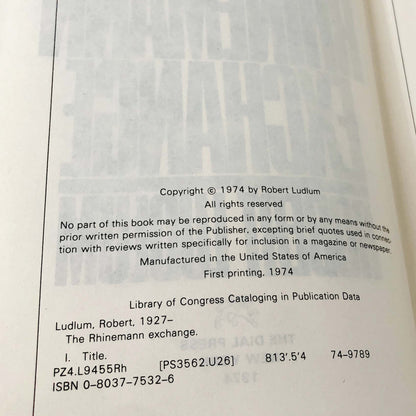 Copyright © 1974 by Robert Ludlum
All rights reserved
No part of this book may be reproduced in any form or by any means without the
prior written permission of the Publisher, excepting brief quotes used in connec-
tion with reviews written specifically for inclusion in a magazine or newspaper.
Manufactured in the United States of America
First printing, 1974
Library of Congress Cataloging in Publication Data
Ludlum, Robert, 1927–
The Rhinemann exchange.
I. Title.
PZ4.L9455Rh [PS3562.U26] 813'.5'4 74-9789
ISBN 0-8037-7532-6